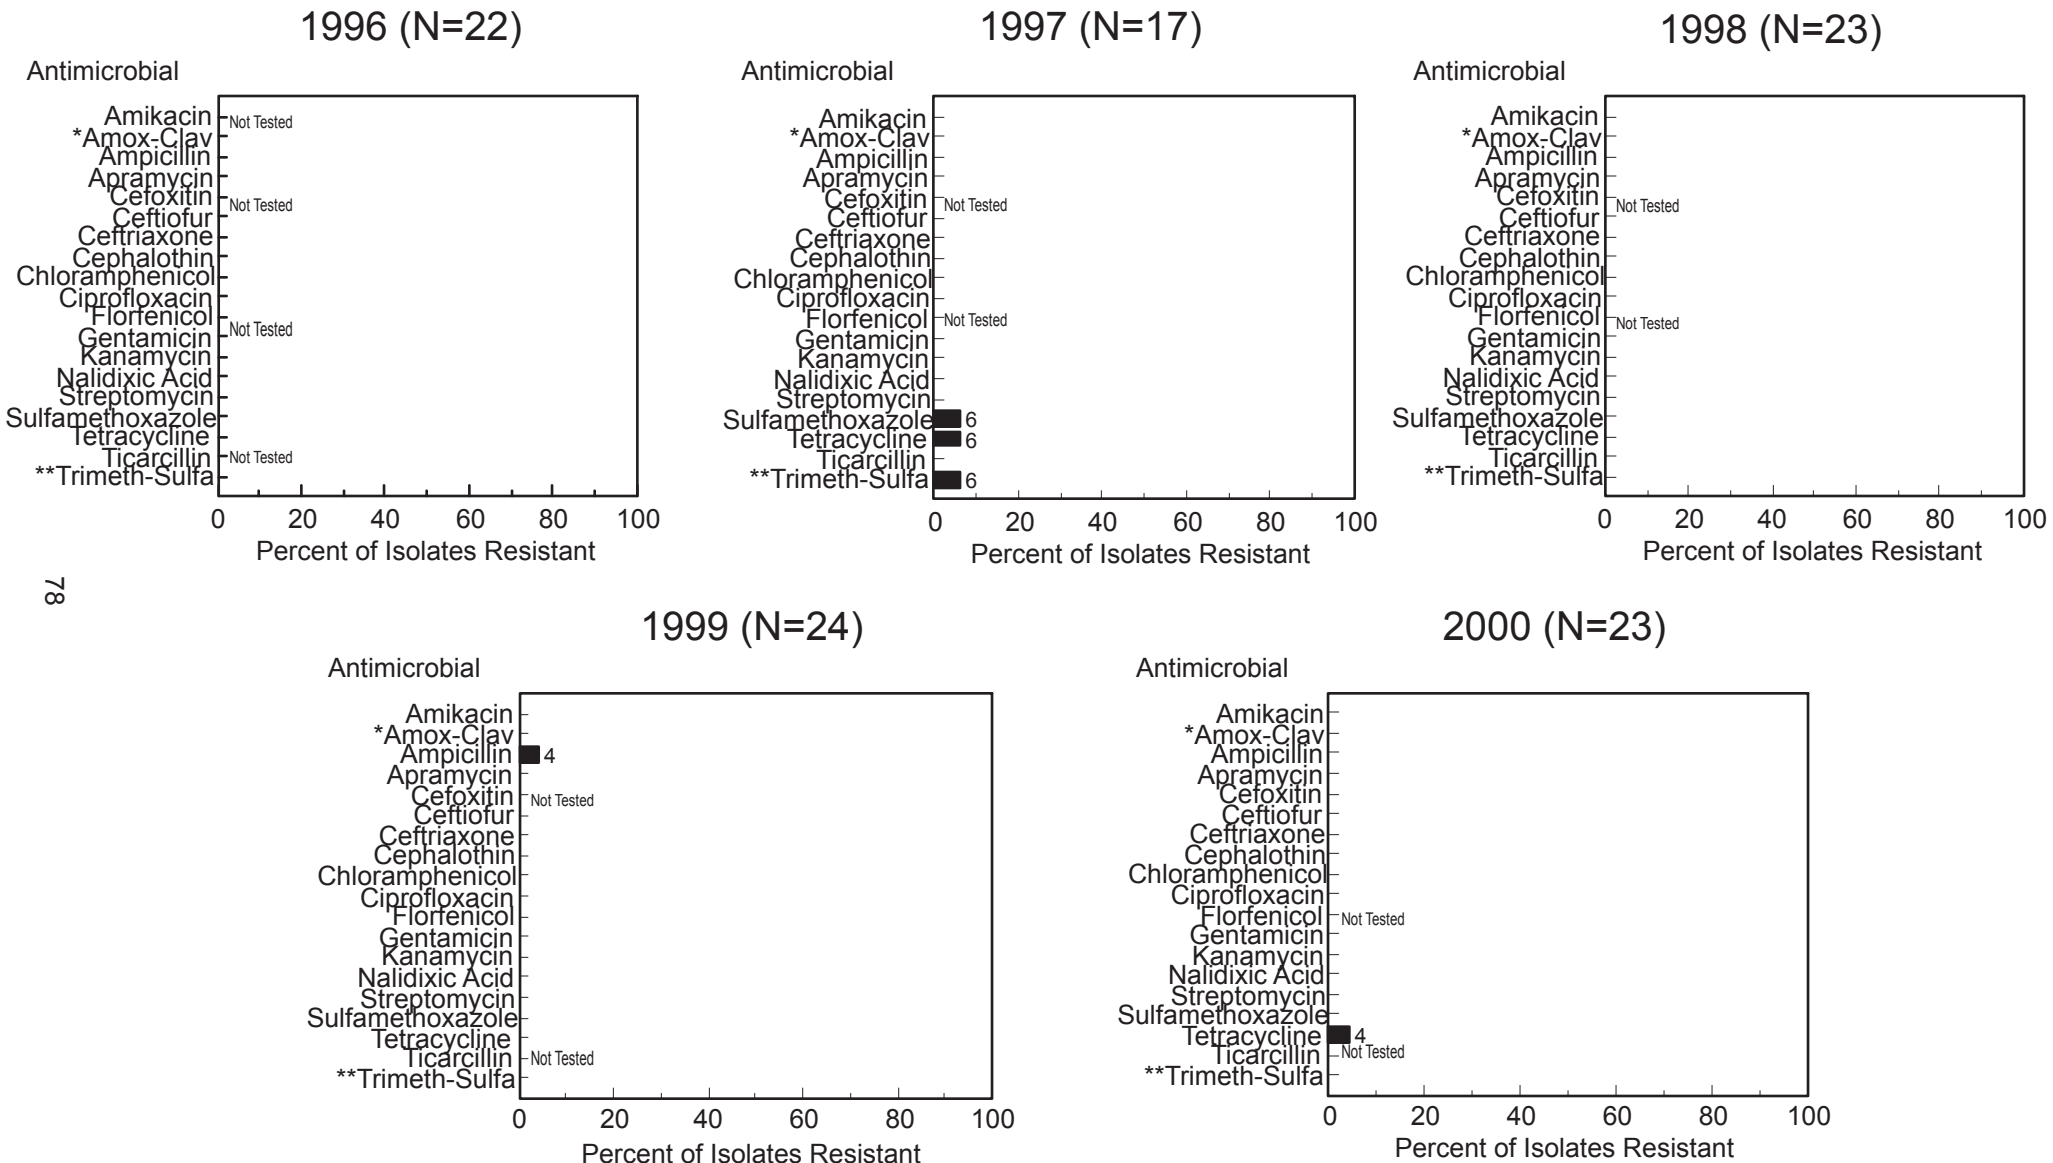 1996 (N=22)
Antimicrobial
Amikacin Not Tested
*Amox-Clav
Ampicillin
Apramycin
Cefoxitin Not Tested
Ceftiofur
Ceftriaxone
Cephalothin
Chloramphenicol
Ciprofloxacin
Florfenicol Not Tested
Gentamicin
Kanamycin
Nalidixic Acid
Streptomycin
Sulfamethoxazole
Tetracycline
Ticarcillin Not Tested
**Trimeth-Sulfa
0 20 40 60 80 100
Percent of Isolates Resistant
1997 (N=17)
Antimicrobial
Amikacin
*Amox-Clav
Ampicillin
Apramycin
Cefoxitin Not Tested
Ceftiofur
Ceftriaxone
Cephalothin
Chloramphenicol
Ciprofloxacin
Florfenicol Not Tested
Gentamicin
Kanamycin
Nalidixic Acid
Streptomycin
Sulfamethoxazole 6
Tetracycline 6
Ticarcillin
**Trimeth-Sulfa 6
0 20 40 60 80 100
Percent of Isolates Resistant
1998 (N=23)
Antimicrobial
Amikacin
*Amox-Clav
Ampicillin
Apramycin
Cefoxitin Not Tested
Ceftiofur
Ceftriaxone
Cephalothin
Chloramphenicol
Ciprofloxacin
Florfenicol Not Tested
Gentamicin
Kanamycin
Nalidixic Acid
Streptomycin
Sulfamethoxazole
Tetracycline
Ticarcillin
**Trimeth-Sulfa
0 20 40 60 80 100
Percent of Isolates Resistant
78
1999 (N=24)
Antimicrobial
Amikacin
*Amox-Clav
Ampicillin 4
Apramycin
Cefoxitin Not Tested
Ceftiofur
Ceftriaxone
Cephalothin
Chloramphenicol
Ciprofloxacin
Florfenicol
Gentamicin
Kanamycin
Nalidixic Acid
Streptomycin
Sulfamethoxazole
Tetracycline
Ticarcillin Not Tested
**Trimeth-Sulfa
0 20 40 60 80 100
Percent of Isolates Resistant
2000 (N=23)
Antimicrobial
Amikacin
*Amox-Clav
Ampicillin
Apramycin
Cefoxitin
Ceftiofur
Ceftriaxone
Cephalothin
Chloramphenicol
Ciprofloxacin
Florfenicol Not Tested
Gentamicin
Kanamycin
Nalidixic Acid
Streptomycin
Sulfamethoxazole
Tetracycline 4
Ticarcillin Not Tested
**Trimeth-Sulfa
0 20 40 60 80 100
Percent of Isolates Resistant